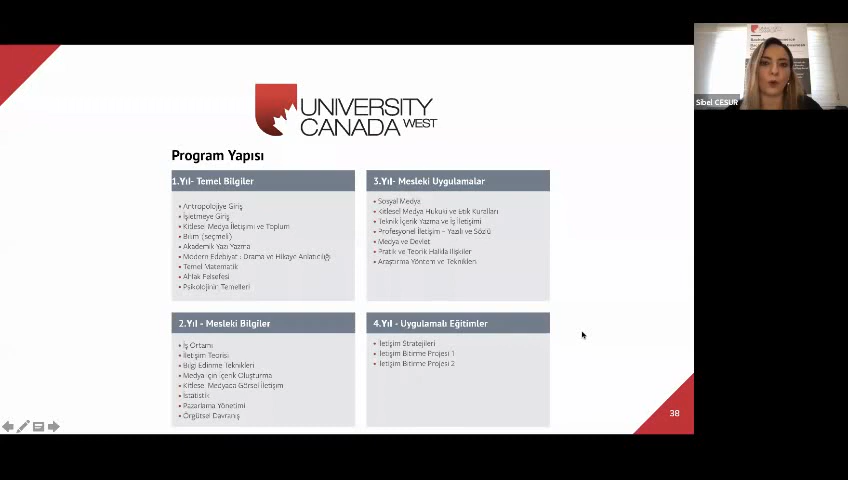 UNIVERSITY
CANADA WEST
Program Yapısı
1.Yıl- Temel Bilgiler
Antropolojiye Giriş
İşletmeye Giriş
Kitlesel Medya İletişimi ve Toplum
Bilim (seçmeli)
Akademik Yazı Yazma
Modern Edebiyat : Drama ve Hikaye Anlatıcılığı
Temel Matematik
Ahlak Felsefesi
Psikolojinin Temelleri
2.Yıl - Mesleki Bilgiler
İş Ortamı
İletişim Teorisi
Bilgi Edinme Teknikleri
Medya için İçerik Oluşturma
Kitlesel Medyada Görsel İletişim
İstatistik
Pazarlama Yönetimi
Örgütsel Davranış
3.Yıl- Mesleki Uygulamalar
Sosyal Medya
Kitlesel Medya Hukuki ve Etik Kuralları
Teknik İçerik Yazma ve İş İletişimi
Profesyonel İletişim – Yazılı ve Sözlü
Medya ve Devlet
Pratik ve Teorik Halkla İlişkiler
Araştırma Yöntem ve Teknikleri
4.Yıl - Uygulamalı Eğitimler
İletişim Stratejileri
İletişim Bitirme Projesi 1
İletişim Bitirme Projesi 2
38
Sibel CESUR